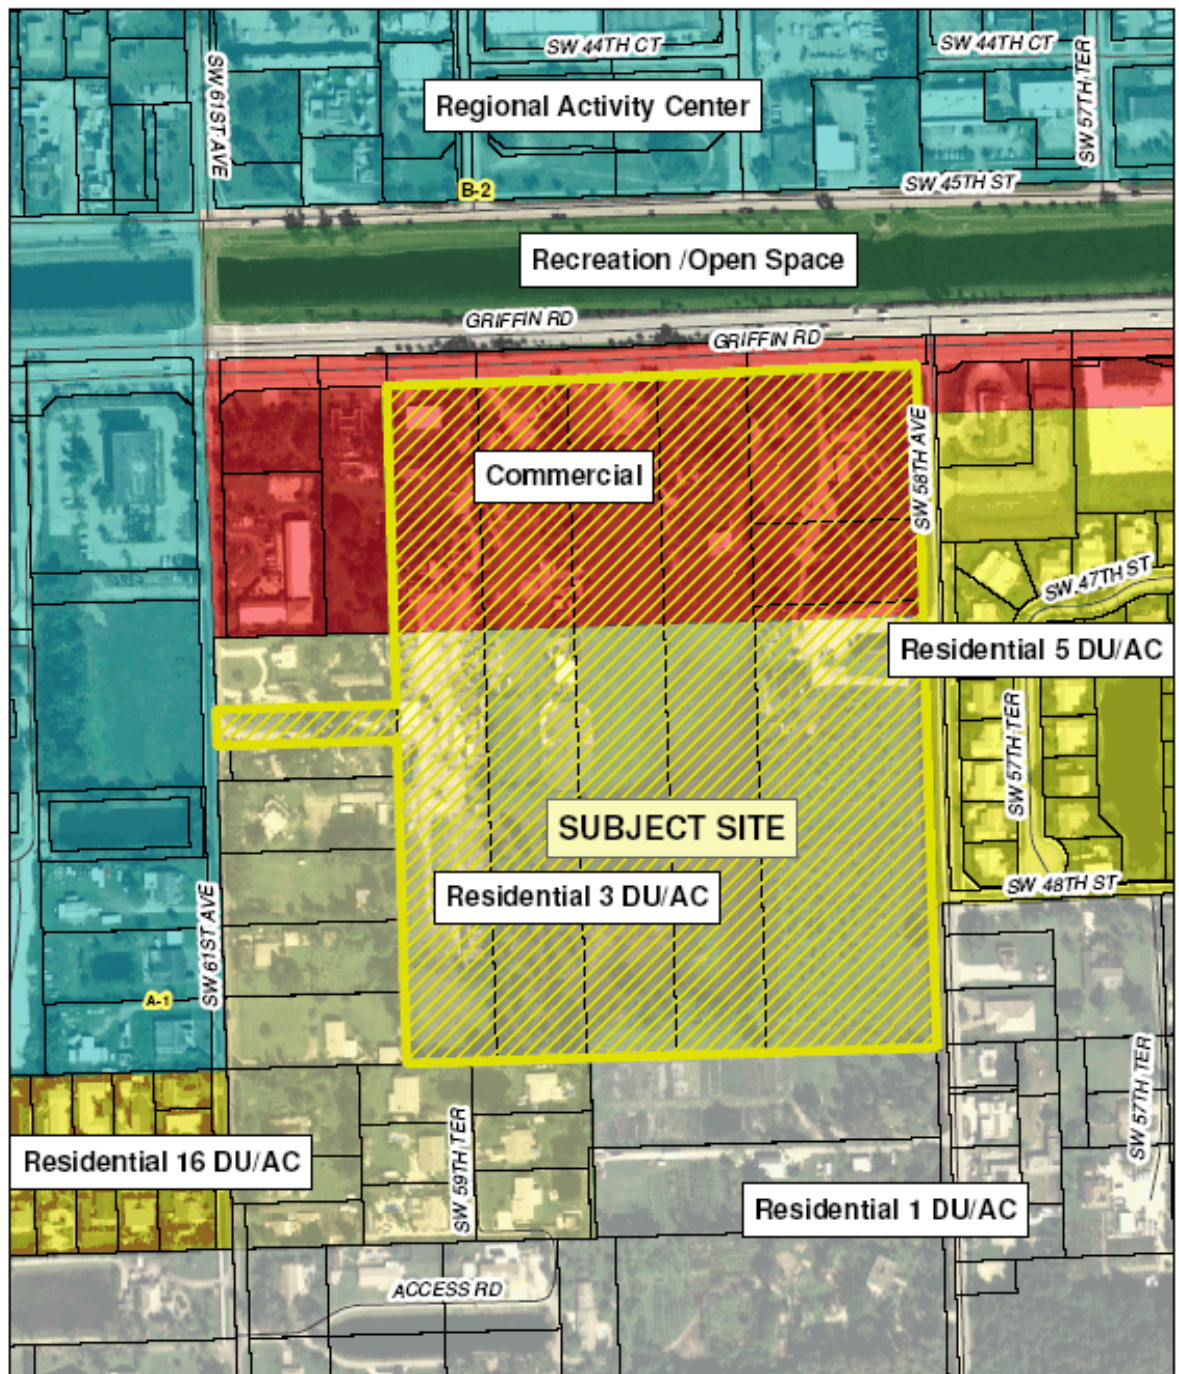 SW 44TH CT
SW 44TH CT
SW 61ST AVE
SW 57TH TER
Regional Activity Center
B-2
SW 45TH ST
Recreation /Open Space
GRIFFIN RD
GRIFFIN RD
SW 58TH AVE
Commercial
SW 47TH ST
Residential 5 DU/AC
SW 57TH TER
SUBJECT SITE
Residential 3 DU/AC
SW 48TH ST
SW 61ST AVE
A-1
SW 57TH TER
Residential 16 DU/AC
SW 59TH TER
Residential 1 DU/AC
ACCESS RD